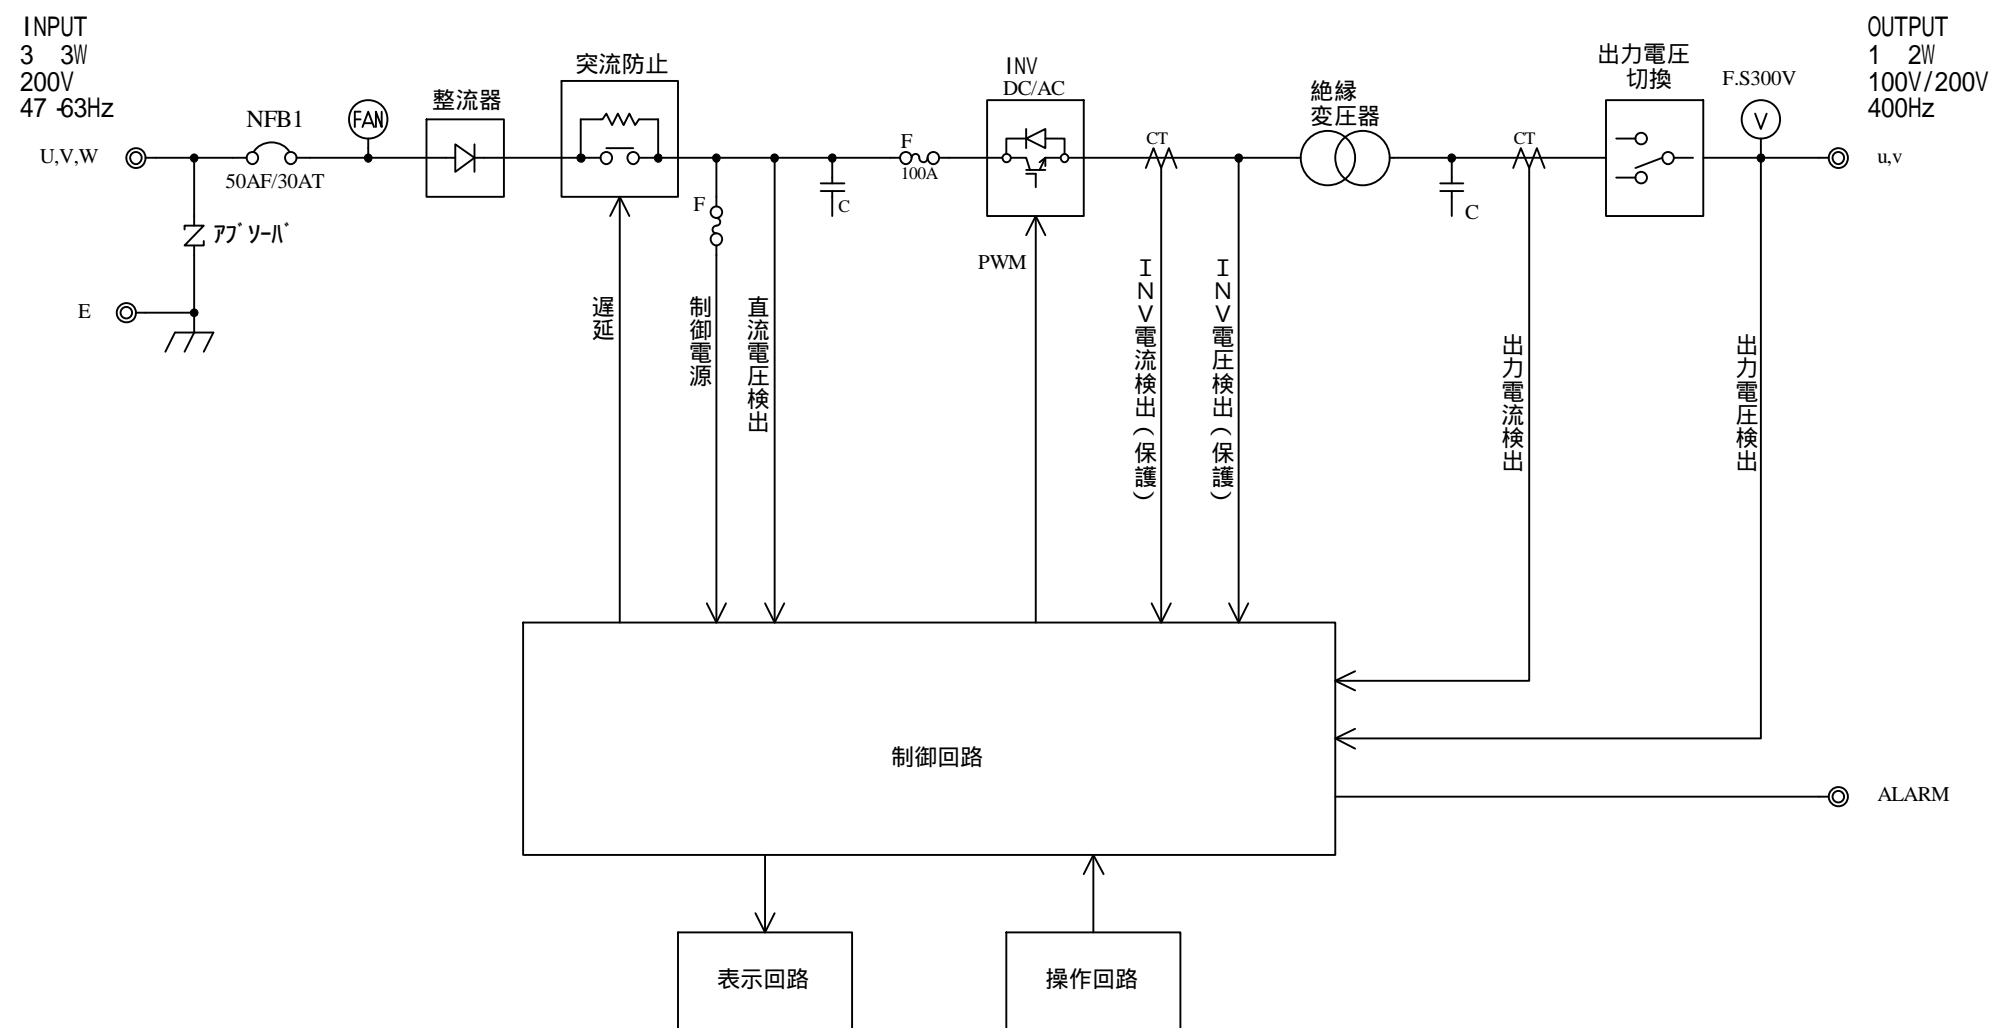 INPUT
3 3W
200V
47-63Hz
U,V,W
NFB1
50AF/30AT
FAN
アブソーバ
E
整流器
突流防止
F
C
F
100A
INV
DC/AC
PWM
CT
絶縁
変圧器
C
CT
出力電圧
切換
F.S300V
V
OUTPUT
1 2W
100V/200V
400Hz
u,v
遅延
制御電源
直流電圧検出
INV電流検出(保護)
INV電圧検出(保護)
出力電流検出
出力電圧検出
制御回路
ALARM
表示回路
操作回路